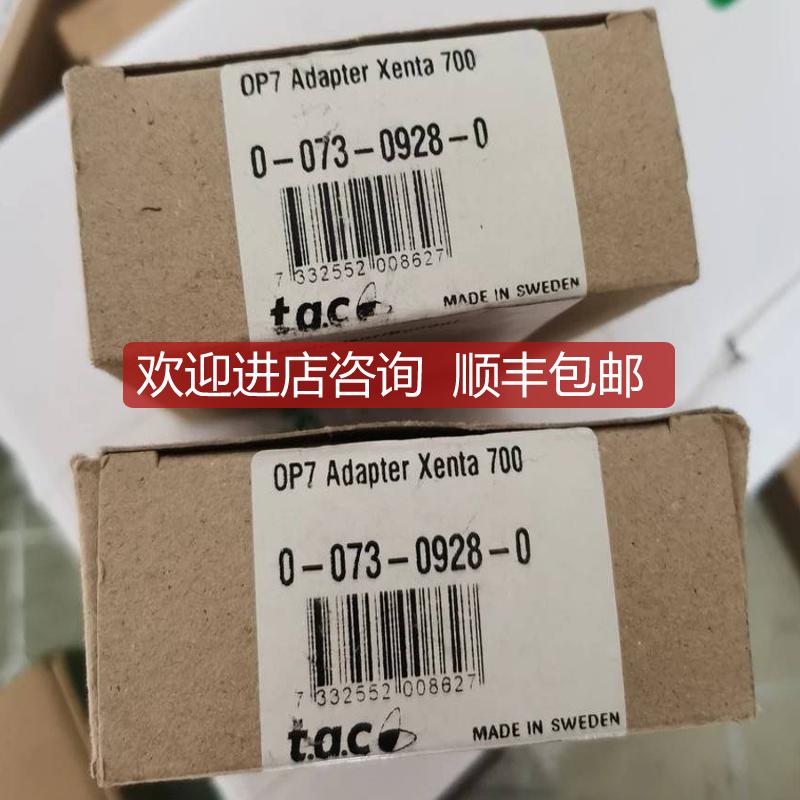 OP7 Adapter Xenta 700
0-073-0928-0
7 332552 008627
t.a.c
MADE IN SWEDEN
欢迎进店咨询 顺丰包邮
OP7 Adapter Xenta 700
0-073-0928-0
7 332552 008627
t.a.c
MADE IN SWEDEN